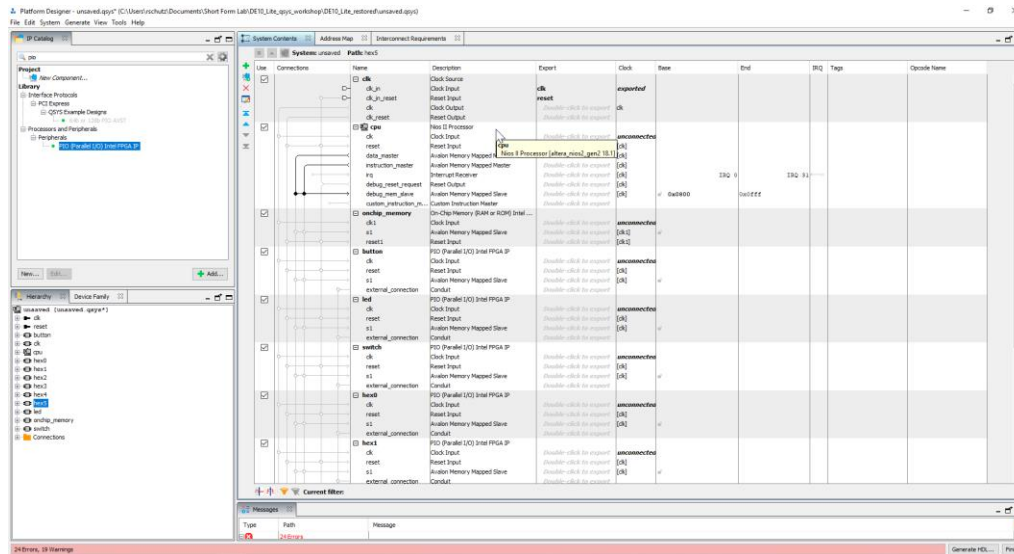 Platform Designer - unsaved.qsys* (C:\Users\rschutz\Documents\Short Form Lab\DE10_Lite_qsys_workshop\DE10_Lite_restored\unsaved.qsys)
File Edit System Generate View Tools Help
IP Catalog
pio
Project
New Component...
Library
Interface Protocols
PCI Express
QSYS Example Designs
Processors and Peripherals
Peripherals
PIO (Parallel I/O) Intel FPGA IP
New... Edit... Add...
Hierarchy Device Family
unsaved (unsaved.qsys*)
clk
reset
button
clk
cpu
hex0
hex1
hex2
hex3
hex4
hex5
led
onchip_memory
switch
Connections
System Contents Address Map Interconnect Requirements
System: unsaved Path: hex5
Use Connections Name Description Export Clock Base End IRQ Tags Opcode Name
clk Clock Source
clk_in Clock Input clk exported
clk_in_reset Reset Input reset
clk Clock Output Double-click to export clk
clk_reset Reset Output Double-click to export
cpu Nios II Processor
clk Clock Input Double-click to export unconnected
reset Reset Input [clk]
data_master Avalon Memory Mapped [clk]
instruction_master Avalon Memory Mapped Master Double-click to export [clk]
irq Interrupt Receiver Double-click to export [clk] IRQ 0 IRQ 31
debug_reset_request Reset Output Double-click to export [clk]
debug_mem_slave Avalon Memory Mapped Slave Double-click to export [clk] 0x0800 0x0fff
custom_instruction_m... Custom Instruction Master Double-click to export
cpu
Nios II Processor [altera_nios2_gen2 18.1]
onchip_memory On-Chip Memory (RAM or ROM) Intel ...
clk1 Clock Input Double-click to export unconnected
s1 Avalon Memory Mapped Slave Double-click to export [clk1]
reset1 Reset Input Double-click to export [clk1]
button PIO (Parallel I/O) Intel FPGA IP
clk Clock Input Double-click to export unconnected
reset Reset Input Double-click to export [clk]
s1 Avalon Memory Mapped Slave Double-click to export [clk]
external_connection Conduit Double-click to export
led PIO (Parallel I/O) Intel FPGA IP
clk Clock Input Double-click to export unconnected
reset Reset Input Double-click to export [clk]
s1 Avalon Memory Mapped Slave Double-click to export [clk]
external_connection Conduit Double-click to export
switch PIO (Parallel I/O) Intel FPGA IP
clk Clock Input Double-click to export unconnected
reset Reset Input Double-click to export [clk]
s1 Avalon Memory Mapped Slave Double-click to export [clk]
external_connection Conduit Double-click to export
hex0 PIO (Parallel I/O) Intel FPGA IP
clk Clock Input Double-click to export unconnected
reset Reset Input Double-click to export [clk]
s1 Avalon Memory Mapped Slave Double-click to export [clk]
external_connection Conduit Double-click to export
hex1 PIO (Parallel I/O) Intel FPGA IP
clk Clock Input Double-click to export unconnected
reset Reset Input Double-click to export [clk]
s1 Avalon Memory Mapped Slave Double-click to export [clk]
external_connection Conduit Double-click to export
Current filter:
Messages
Type Path Message
24 Errors
24 Errors, 19 Warnings
Generate HDL...